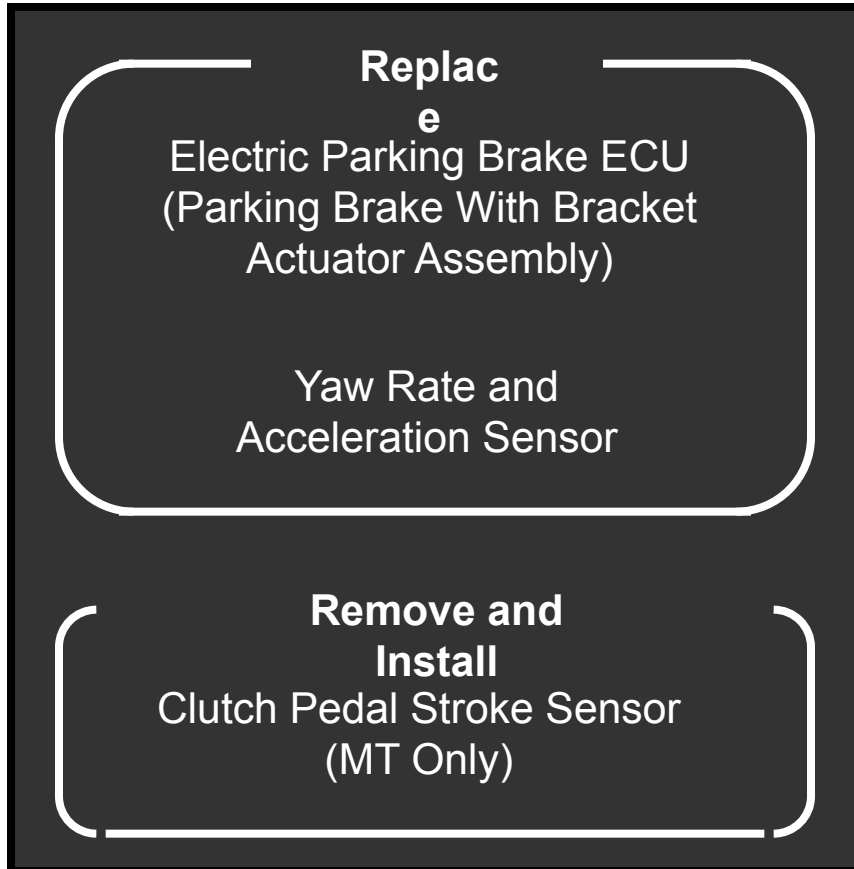 Replac
e
Electric Parking Brake ECU
(Parking Brake With Bracket
Actuator Assembly)
Yaw Rate and
Acceleration Sensor
Remove and
Install
Clutch Pedal Stroke Sensor
(MT Only)